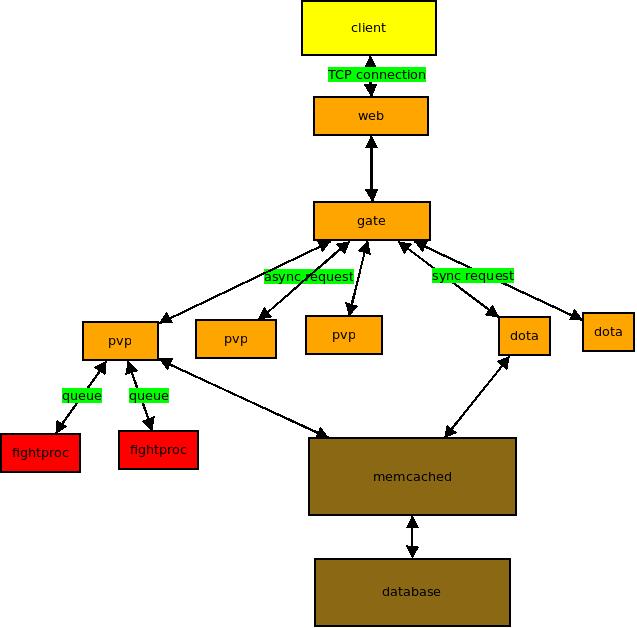 client
TCP connection
web
gate
async request
sync request
pvp
pvp
pvp
dota
dota
queue
queue
fightproc
fightproc
memcached
database